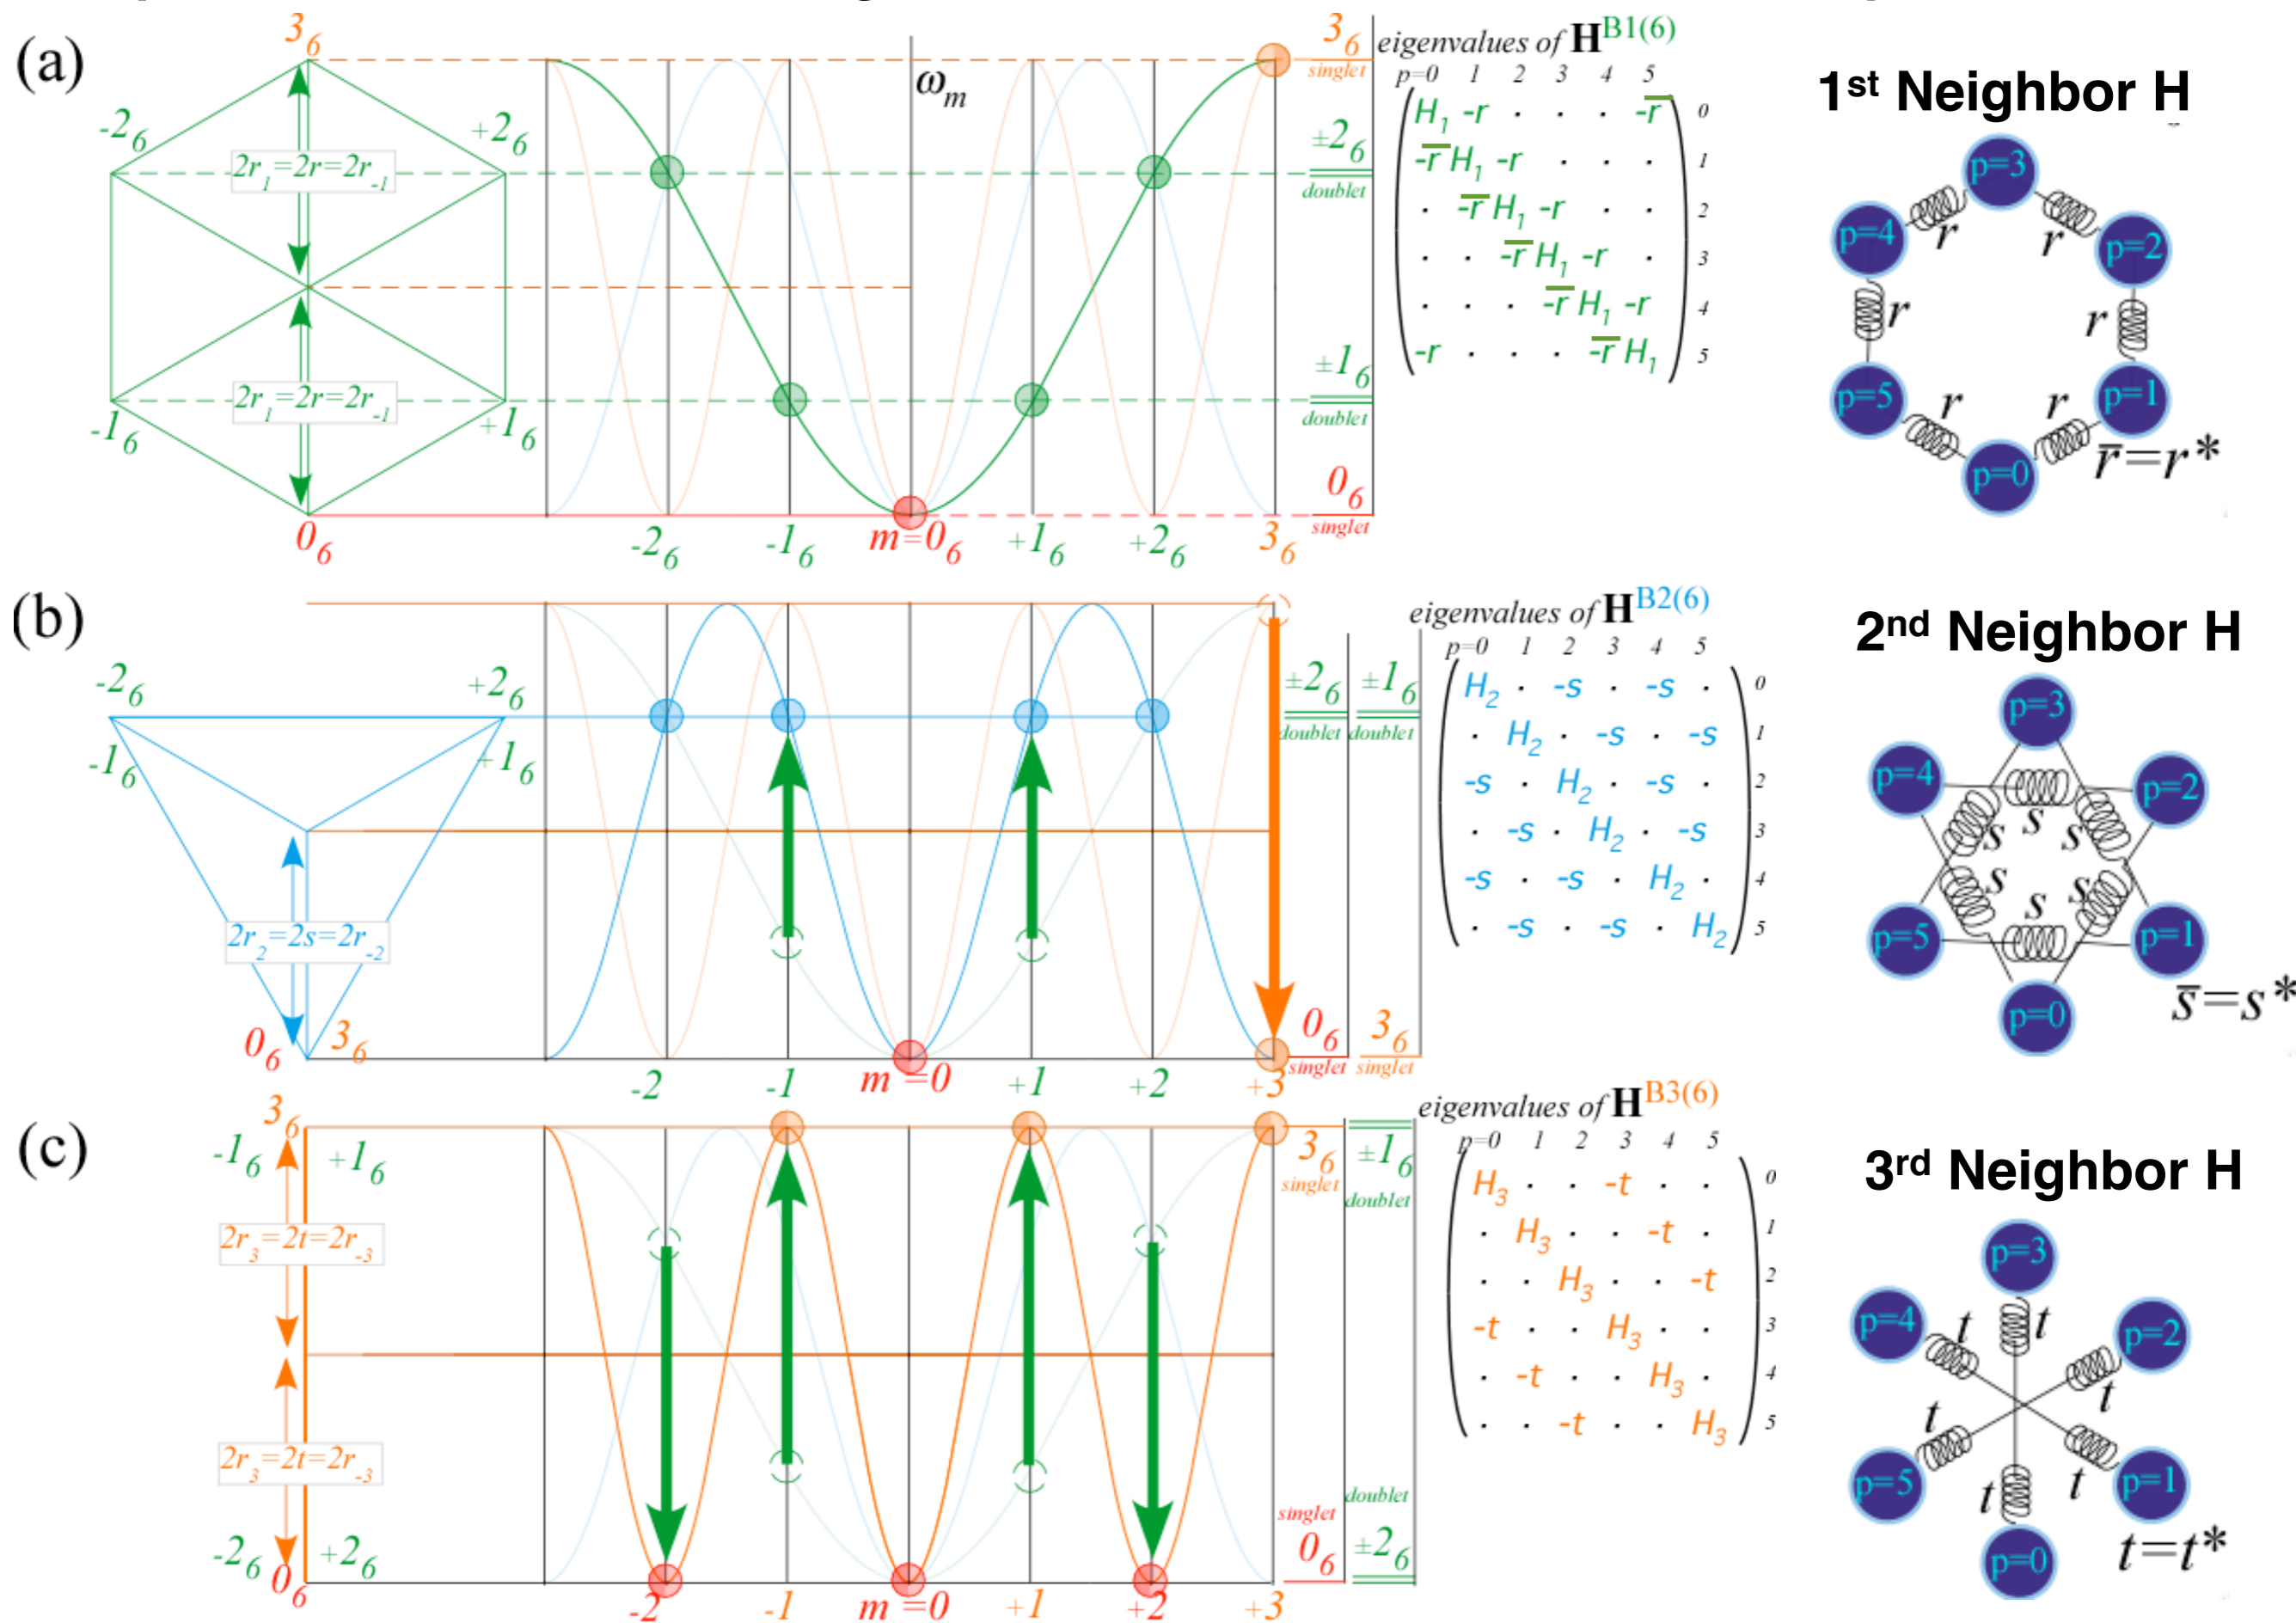 (a)
3₆
-2₆
+2₆
2r₁=2r=2r₋₁
2r₁=2r=2r₋₁
-1₆
+1₆
0₆
ωₘ
-2₆ -1₆ m=0₆ +1₆ +2₆ 3₆
3₆
singlet
±2₆
doublet
±1₆
doublet
0₆
singlet
eigenvalues of H^B1(6)
p=0 1 2 3 4 5
H₁ -r · · · -r̅ 0
-r̅ H₁ -r · · · 1
· -r̅ H₁ -r · · 2
· · -r̅ H₁ -r · 3
· · · -r̅ H₁ -r 4
-r · · · -r̅ H₁ 5
1st Neighbor H
p=3
p=4
p=2
p=5
p=1
p=0
r r
r r
r r
r̅=r*
(b)
-2₆
+2₆
-1₆
+1₆
2r₂=2s=2r₋₂
0₆ 3₆
-2 -1 m=0 +1 +2 +3
±2₆ ±1₆
doublet doublet
0₆ 3₆
singlet singlet
eigenvalues of H^B2(6)
p=0 1 2 3 4 5
H₂ · -s · -s · 0
· H₂ · -s · -s 1
-s · H₂ · -s · 2
· -s · H₂ · -s 3
-s · -s · H₂ · 4
· -s · -s · H₂ 5
2nd Neighbor H
p=3
p=4
p=2
p=5
p=1
p=0
s s s
s s
s
s̅=s*
(c)
3₆
-1₆ +1₆
2r₃=2t=2r₋₃
2r₃=2t=2r₋₃
-2₆ +2₆
0₆
-2 -1 m=0 +1 +2 +3
3₆ ±1₆
singlet
doublet
doublet
singlet
0₆ ±2₆
eigenvalues of H^B3(6)
p=0 1 2 3 4 5
H₃ · · -t · · 0
· H₃ · · -t · 1
· · H₃ · · -t 2
-t · · H₃ · · 3
· -t · · H₃ · 4
· · -t · · H₃ 5
3rd Neighbor H
p=3
p=4
p=2
p=5
p=1
p=0
t t
t
t
t t
t=t*